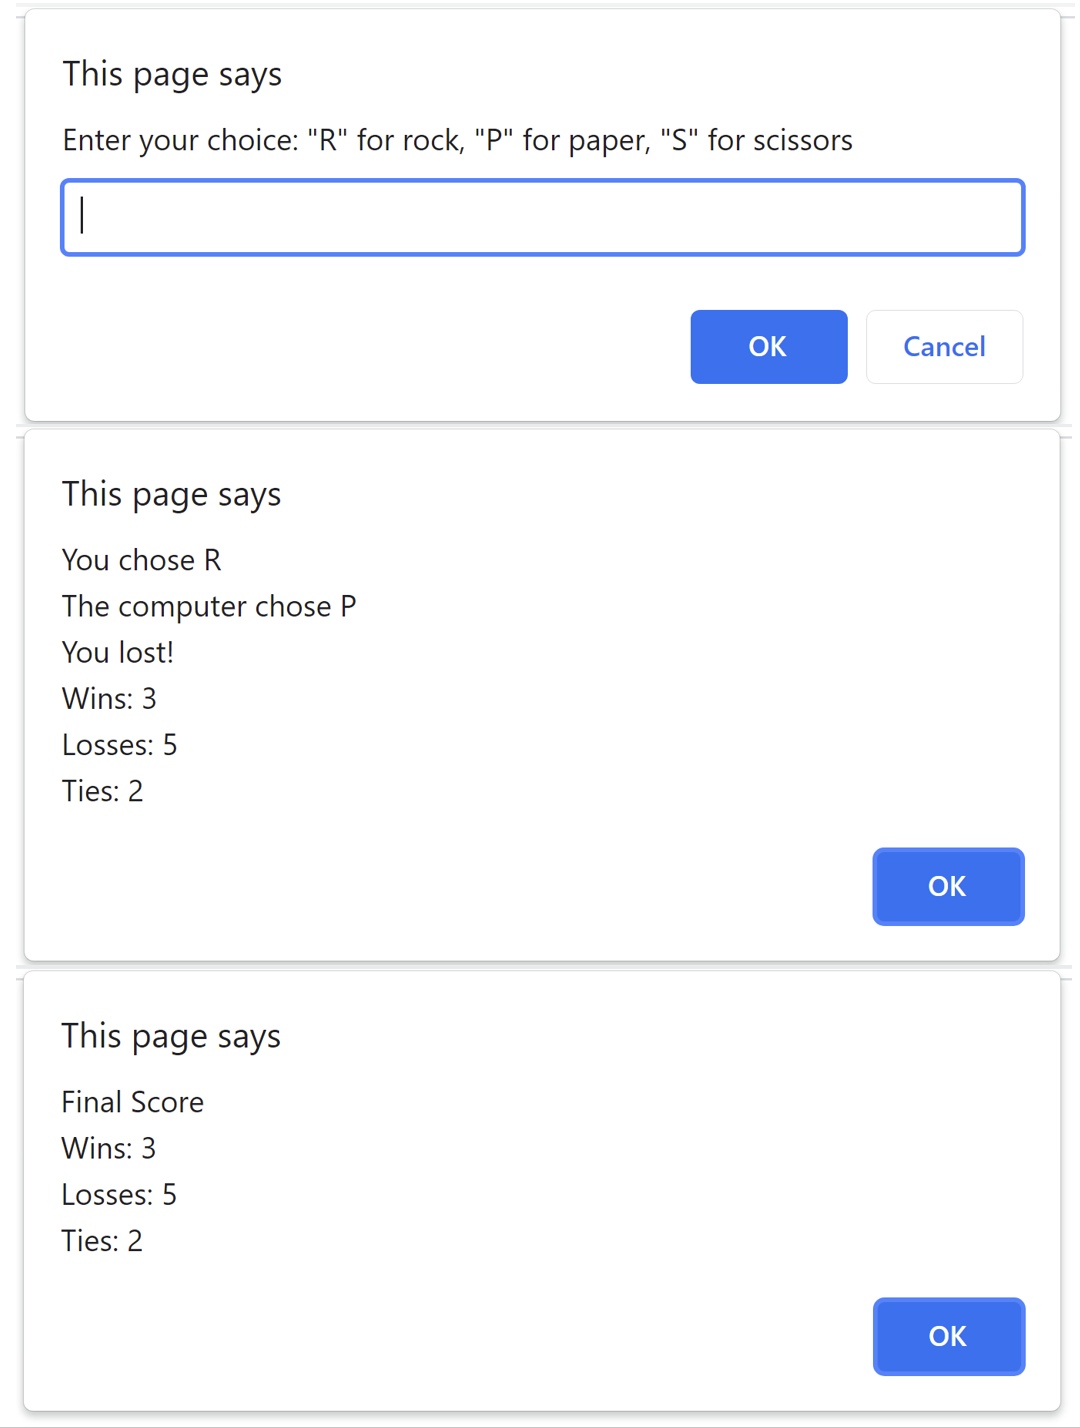 This page says
Enter your choice: "R" for rock, "P" for paper, "S" for scissors
OK Cancel
This page says
You chose R
The computer chose P
You lost!
Wins: 3
Losses: 5
Ties: 2
OK
This page says
Final Score
Wins: 3
Losses: 5
Ties: 2
OK